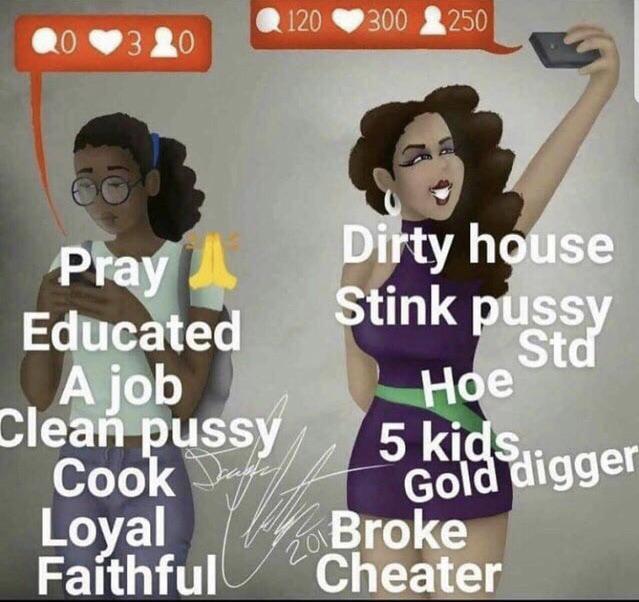 0 3 0
120 300 250
Pray 🙏
Educated
A job
Clean pussy
Cook
Loyal
Faithful
Dirty house
Stink pussy
Std
Hoe
5 kids
Gold digger
Broke
Cheater